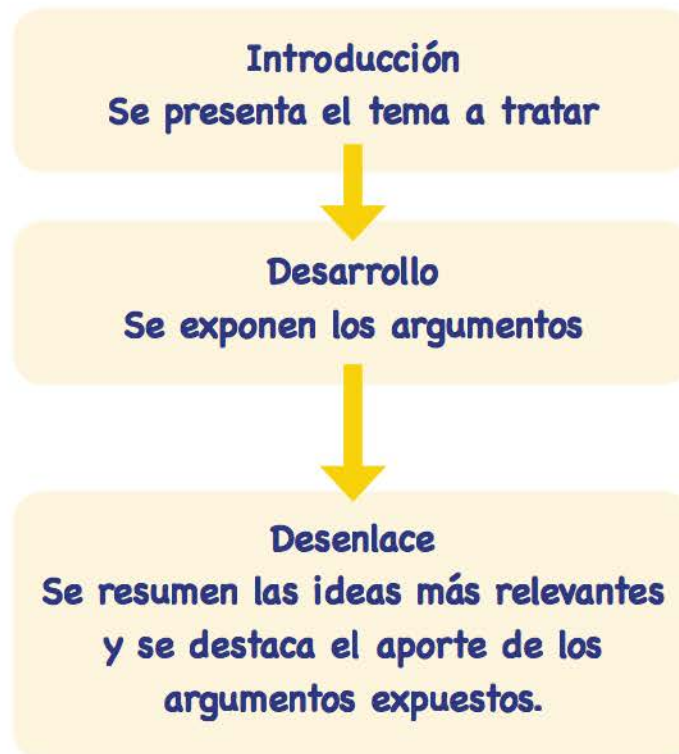 Introducción
Se presenta el tema a tratar
Desarrollo
Se exponen los argumentos
Desenlace
Se resumen las ideas más relevantes
y se destaca el aporte de los
argumentos expuestos.